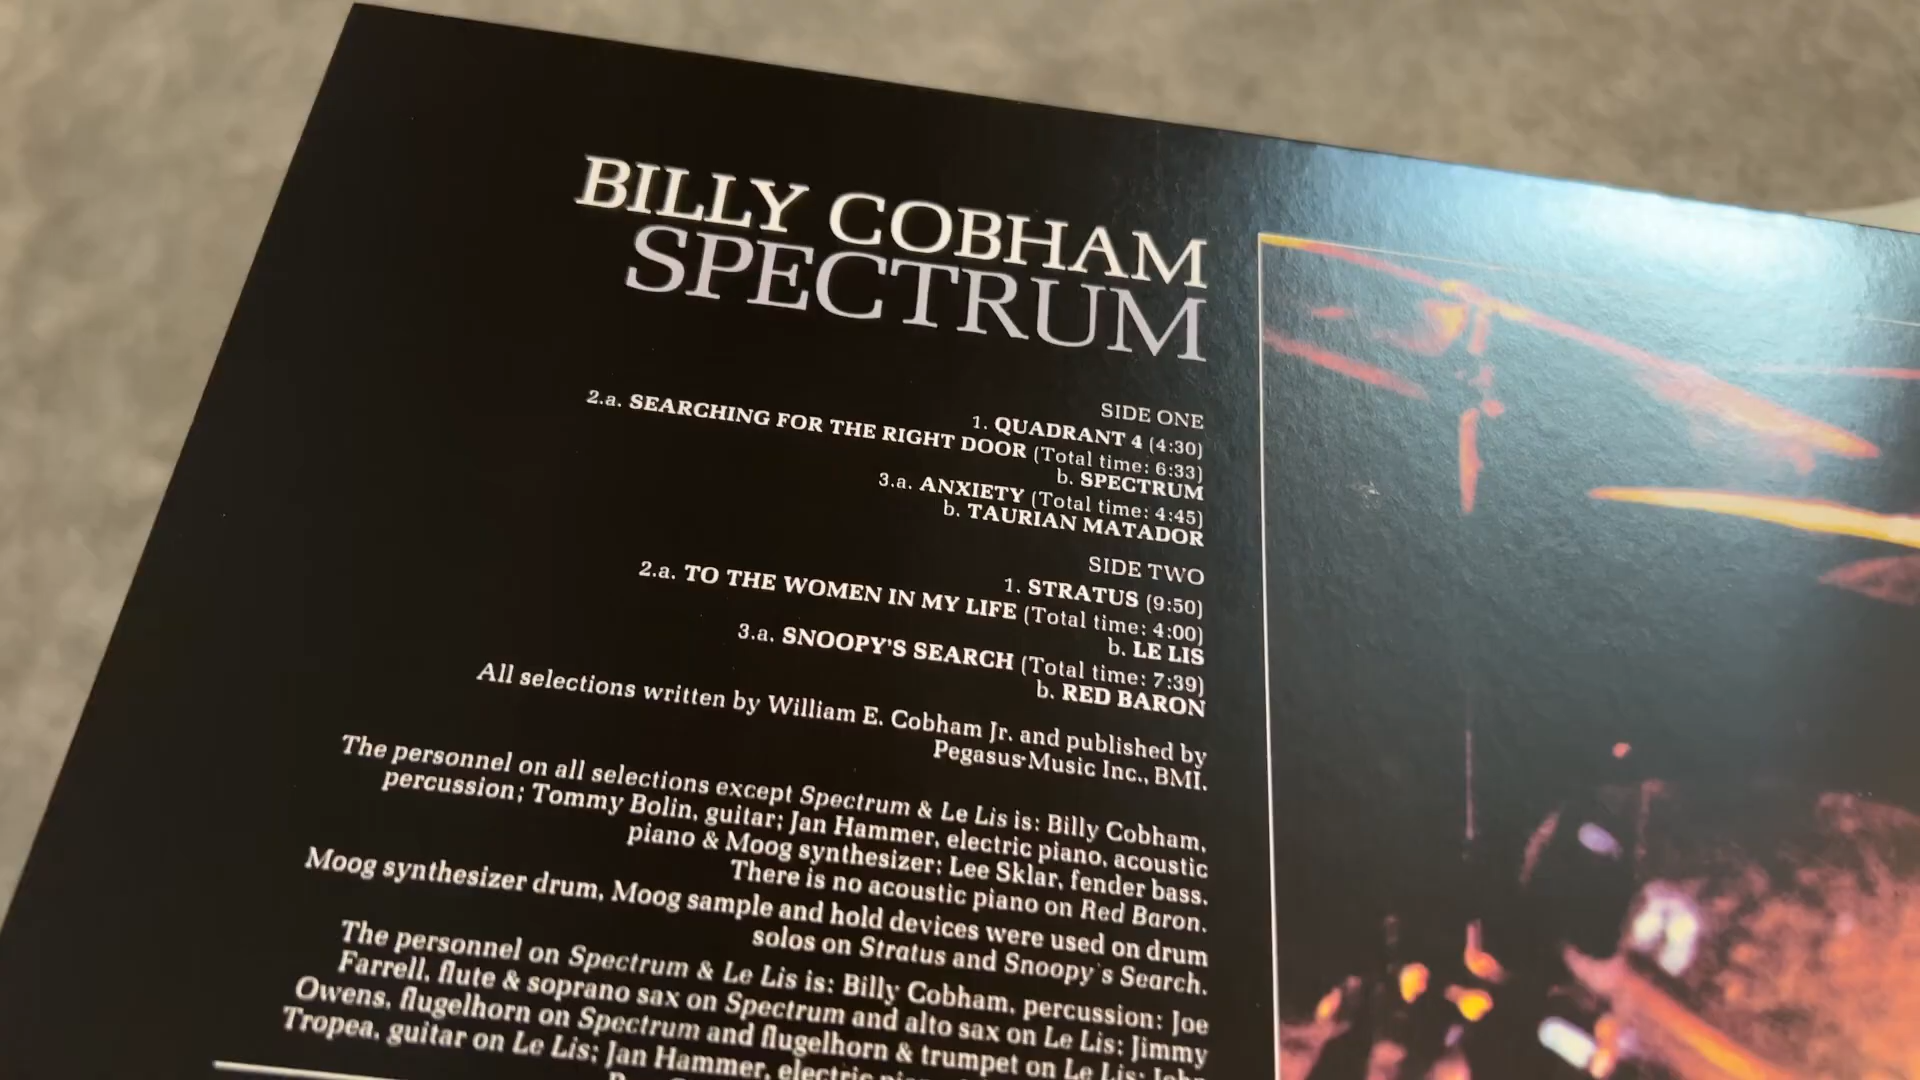 BILLY COBHAM
SPECTRUM
SIDE ONE
1. QUADRANT 4 (4:30)
2.a. SEARCHING FOR THE RIGHT DOOR (Total time: 6:33)
b. SPECTRUM
3.a. ANXIETY (Total time: 4:45)
b. TAURIAN MATADOR
SIDE TWO
1. STRATUS (9:50)
2.a. TO THE WOMEN IN MY LIFE (Total time: 4:00)
b. LE LIS
3.a. SNOOPY'S SEARCH (Total time: 7:39)
b. RED BARON
All selections written by William E. Cobham Jr. and published by
Pegasus Music Inc., BMI.
The personnel on all selections except Spectrum & Le Lis is: Billy Cobham,
percussion; Tommy Bolin, guitar; Jan Hammer, electric piano, acoustic
piano & Moog synthesizer; Lee Sklar, fender bass.
There is no acoustic piano on Red Baron.
Moog synthesizer drum, Moog sample and hold devices were used on drum
solos on Stratus and Snoopy's Search.
The personnel on Spectrum & Le Lis is: Billy Cobham, percussion; Joe
Farrell, flute & soprano sax on Spectrum and alto sax on Le Lis; Jimmy
Owens, flugelhorn on Spectrum and flugelhorn & trumpet on Le Lis; John
Tropea, guitar on Le Lis; Jan Hammer, electric